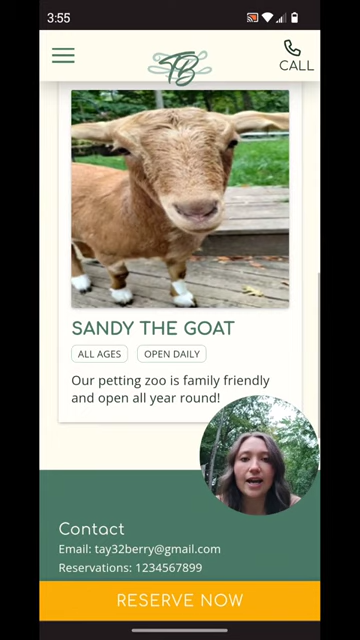 3:55
TB
CALL
SANDY THE GOAT
ALL AGES
OPEN DAILY
Our petting zoo is family friendly
and open all year round!
Contact
Email: tay32berry@gmail.com
Reservations: 1234567899
RESERVE NOW